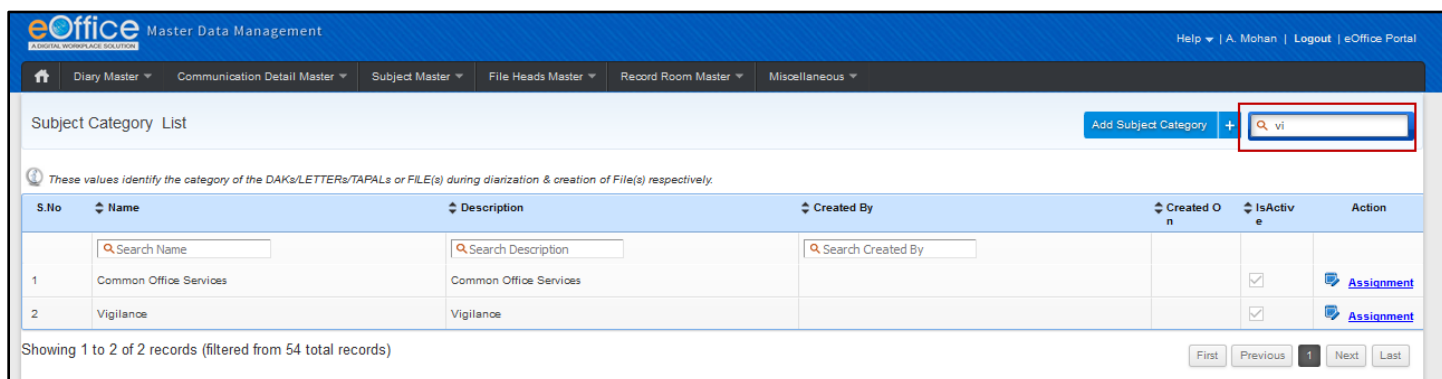 eOffice Master Data Management
A DIGITAL WORKPLACE SOLUTION
Help | A. Mohan | Logout | eOffice Portal
Diary Master Communication Detail Master Subject Master File Heads Master Record Room Master Miscellaneous
Subject Category List Add Subject Category + vi
These values identify the category of the DAKs/LETTERs/TAPALs or FILE(s) during diarization & creation of File(s) respectively.
S.No Name Description Created By Created O IsActiv Action
n e
Search Name Search Description Search Created By
1 Common Office Services Common Office Services Assignment
2 Vigilance Vigilance Assignment
Showing 1 to 2 of 2 records (filtered from 54 total records) First Previous 1 Next Last